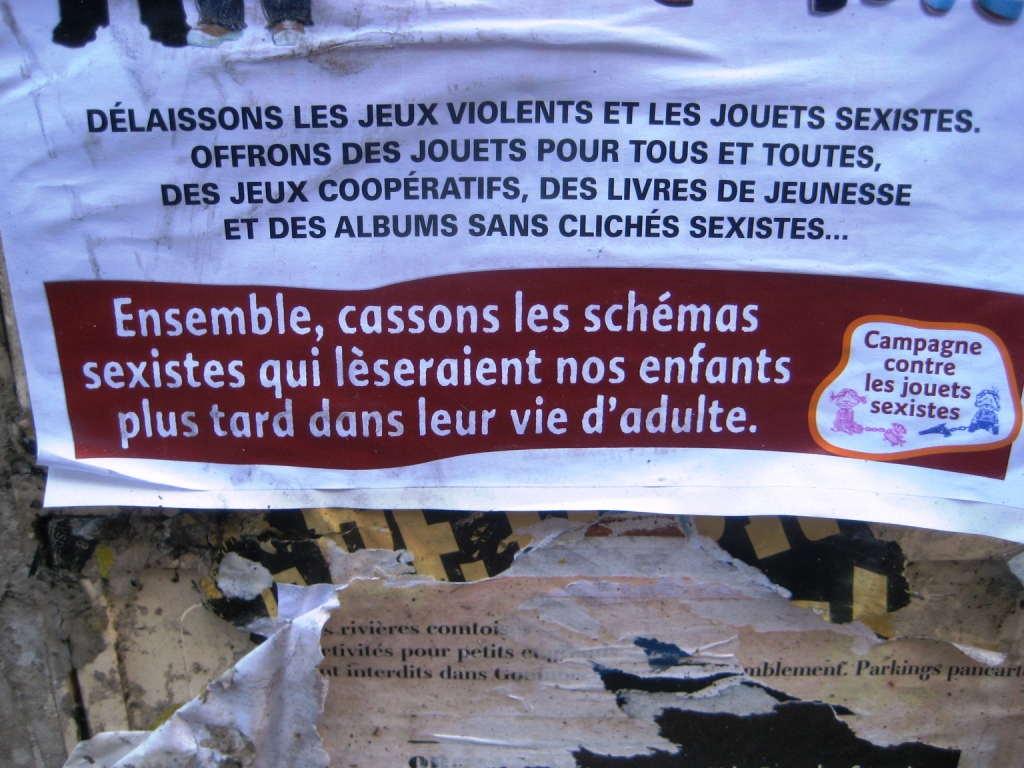 DÉLAISSONS LES JEUX VIOLENTS ET LES JOUETS SEXISTES.
OFFRONS DES JOUETS POUR TOUS ET TOUTES,
DES JEUX COOPÉRATIFS, DES LIVRES DE JEUNESSE
ET DES ALBUMS SANS CLICHÉS SEXISTES...
Ensemble, cassons les schémas
sexistes qui lèseraient nos enfants
plus tard dans leur vie d'adulte.
Campagne
contre
les jouets
sexistes
rivières
pour petits
interdits dans
Parkings